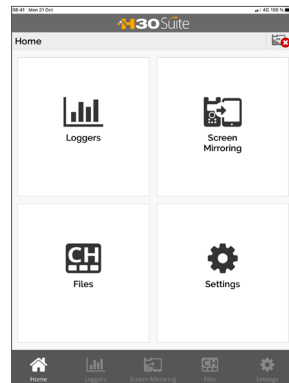 08:41 Mon 21 Oct 4G 100 %
H30 Suite
Home
Loggers
Screen
Mirroring
CH
Files
Settings
Home Loggers Screen Mirroring Files Settings